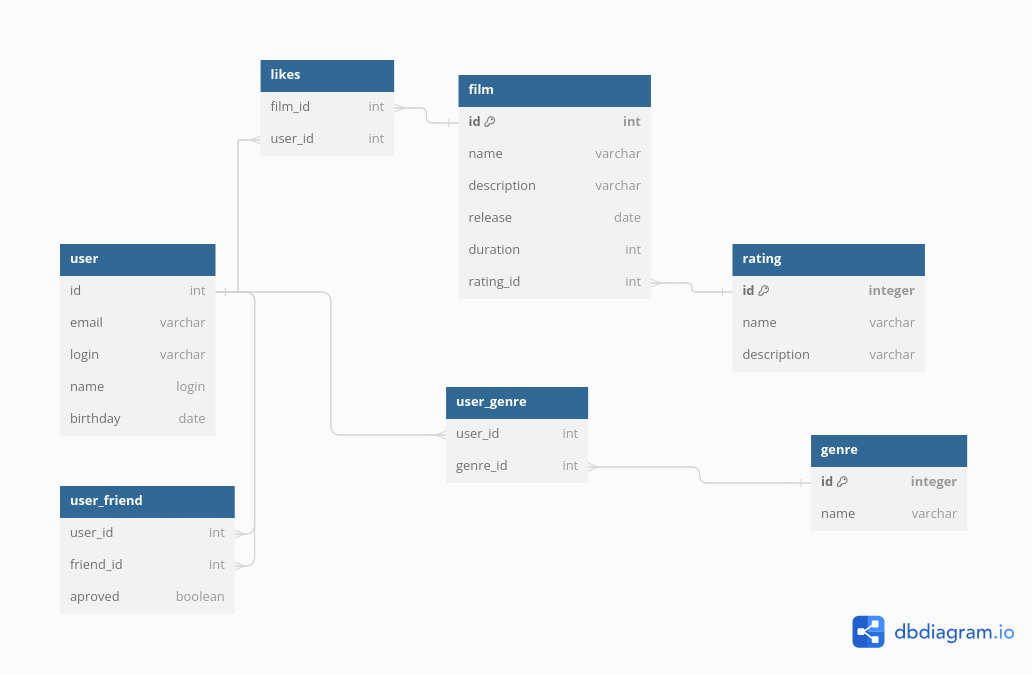 likes
film_id int
user_id int
film
id int
name varchar
description varchar
release date
duration int
rating_id int
user
id int
email varchar
login varchar
name login
birthday date
rating
id integer
name varchar
description varchar
user_genre
user_id int
genre_id int
genre
id integer
name varchar
user_friend
user_id int
friend_id int
aproved boolean
dbdiagram.io